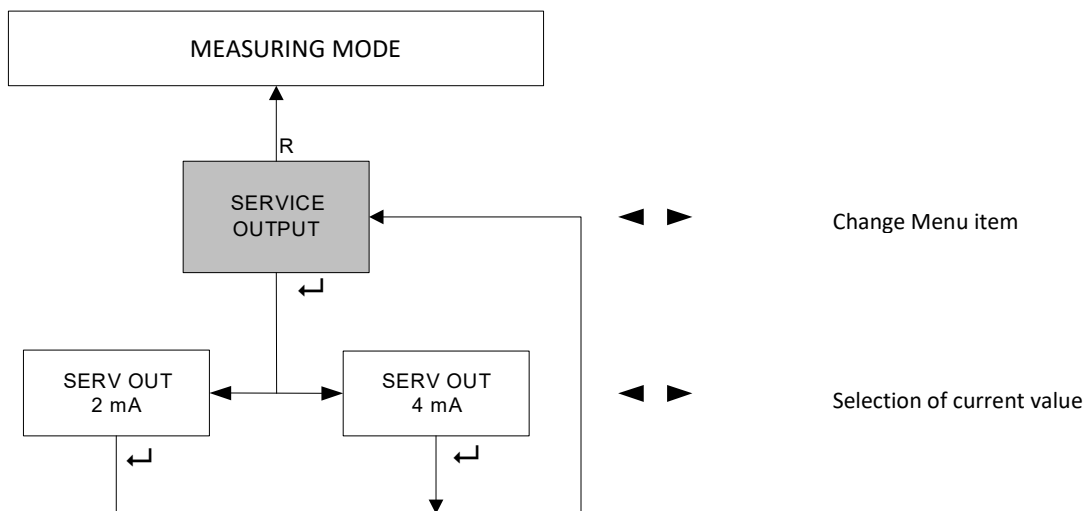 MEASURING MODE
R
SERVICE
OUTPUT
Change Menu item
SERV OUT
2 mA
SERV OUT
4 mA
Selection of current value